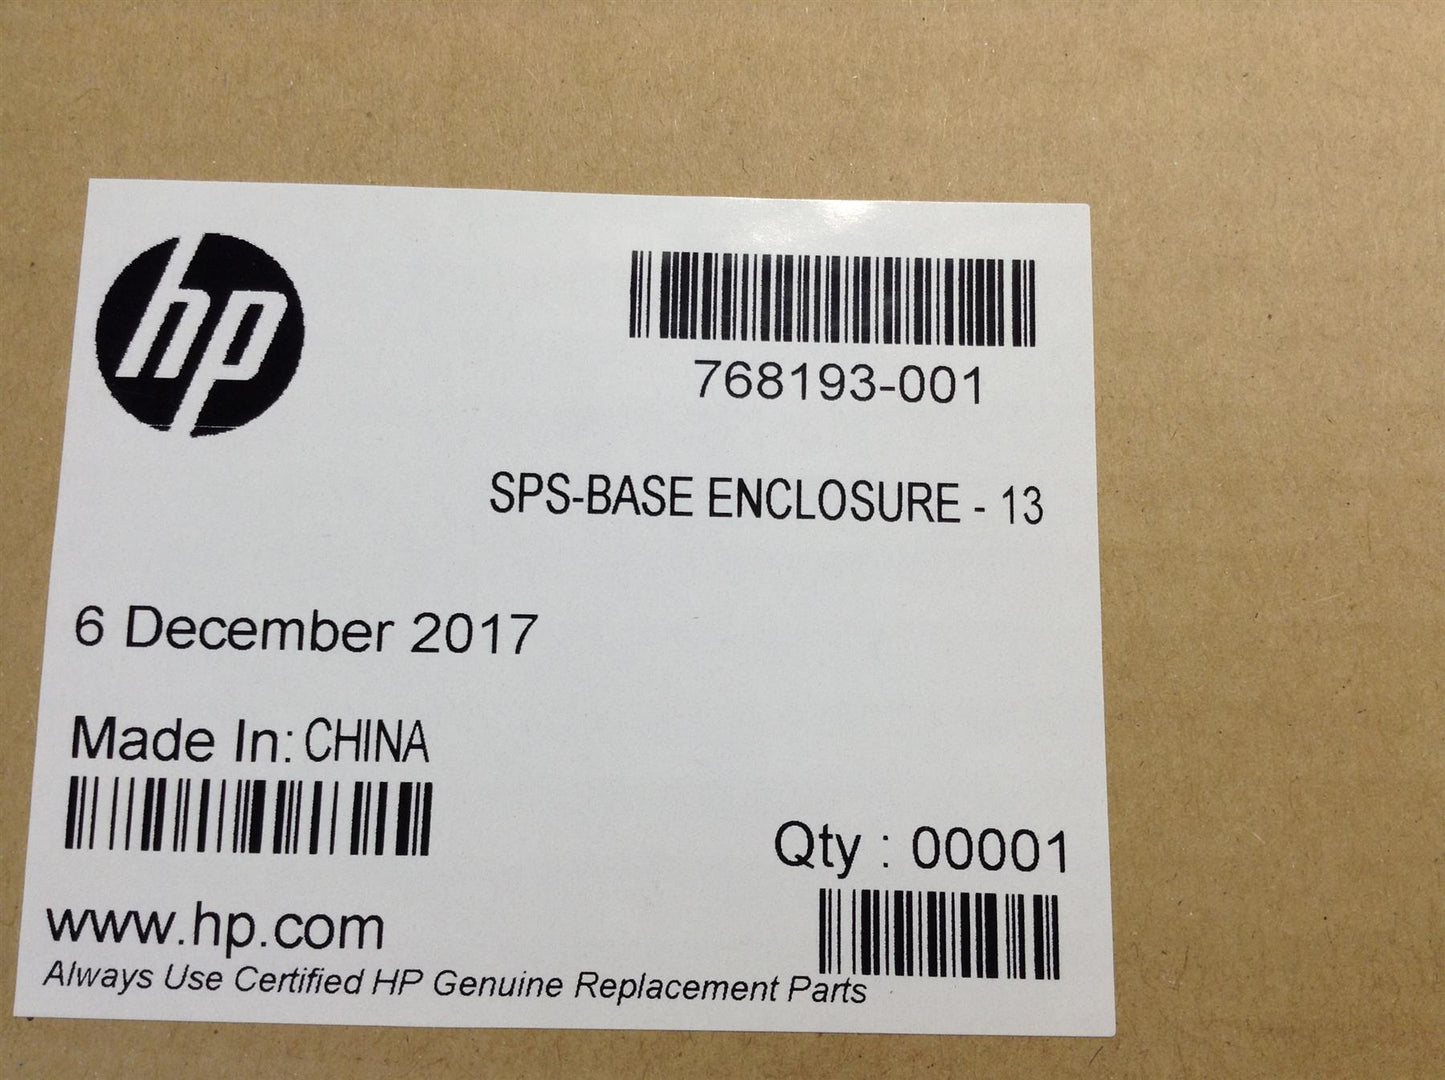 hp
768193-001
SPS-BASE ENCLOSURE - 13
6 December 2017
Made In: CHINA
Qty : 00001
www.hp.com
Always Use Certified HP Genuine Replacement Parts